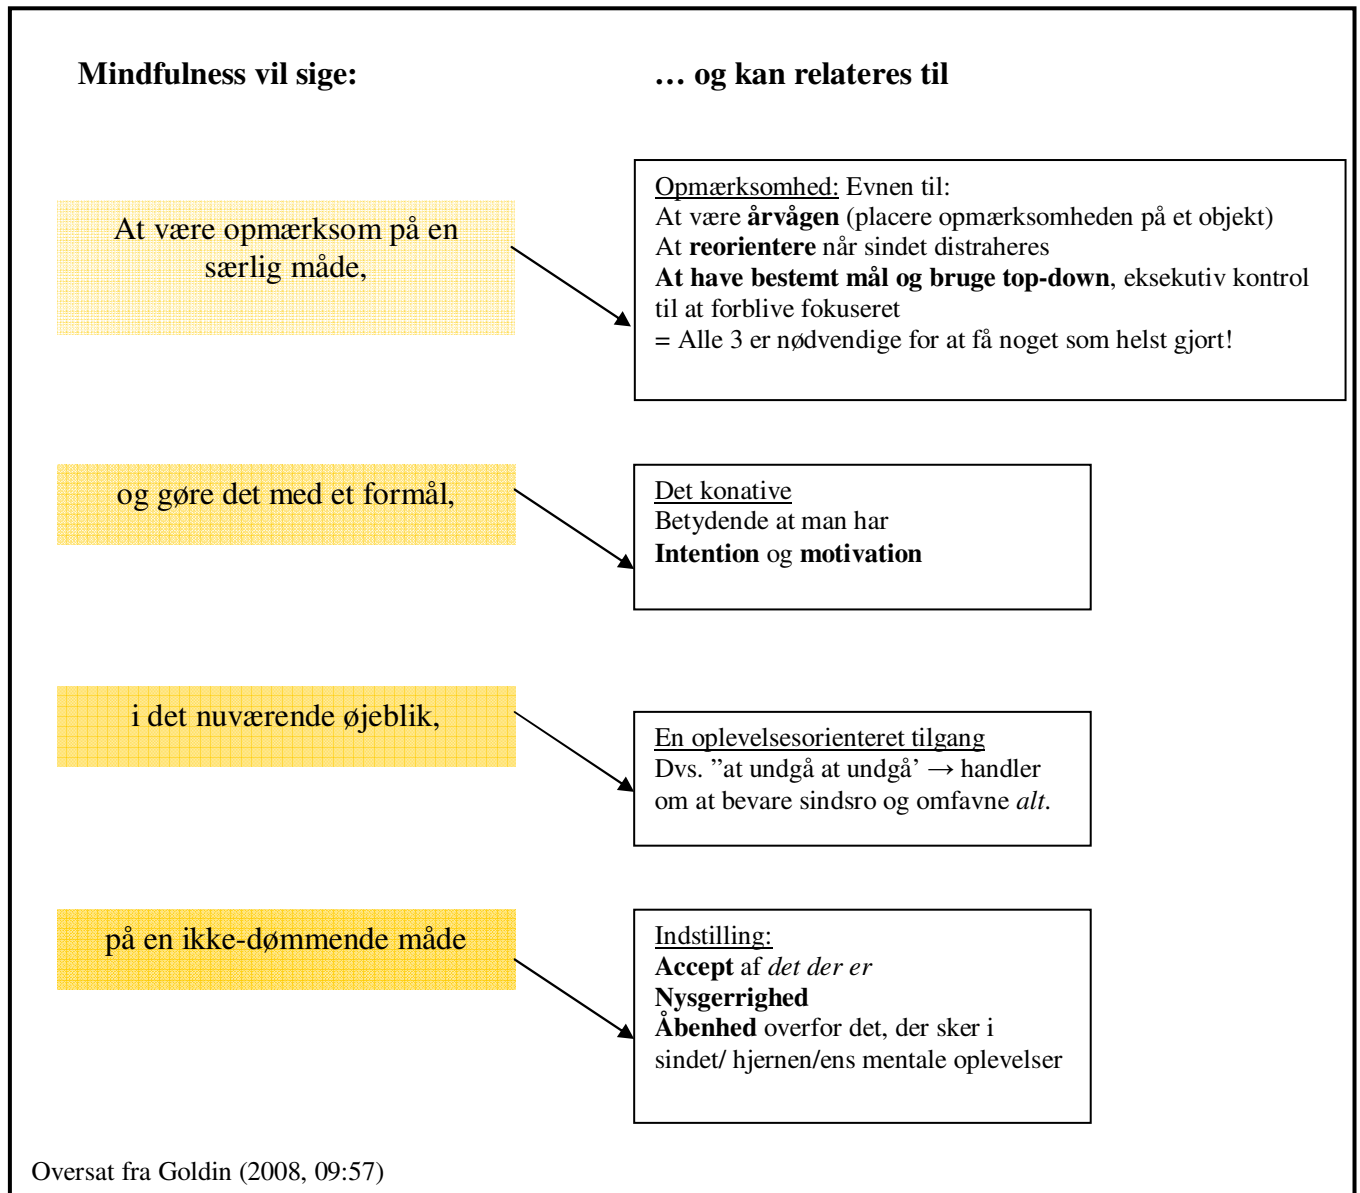 Mindfulness vil sige:
… og kan relateres til
At være opmærksom på en
særlig måde,
Opmærksomhed: Evnen til:
At være årvågen (placere opmærksomheden på et objekt)
At reorientere når sindet distraheres
At have bestemt mål og bruge top-down, eksekutiv kontrol
til at forblive fokuseret
= Alle 3 er nødvendige for at få noget som helst gjort!
og gøre det med et formål,
Det konative
Betydende at man har
Intention og motivation
i det nuværende øjeblik,
En oplevelsesorienteret tilgang
Dvs. ”at undgå at undgå’ → handler
om at bevare sindsro og omfavne alt.
på en ikke-dømmende måde
Indstilling:
Accept af det der er
Nysgerrighed
Åbenhed overfor det, der sker i
sindet/ hjernen/ens mentale oplevelser
Oversat fra Goldin (2008, 09:57)